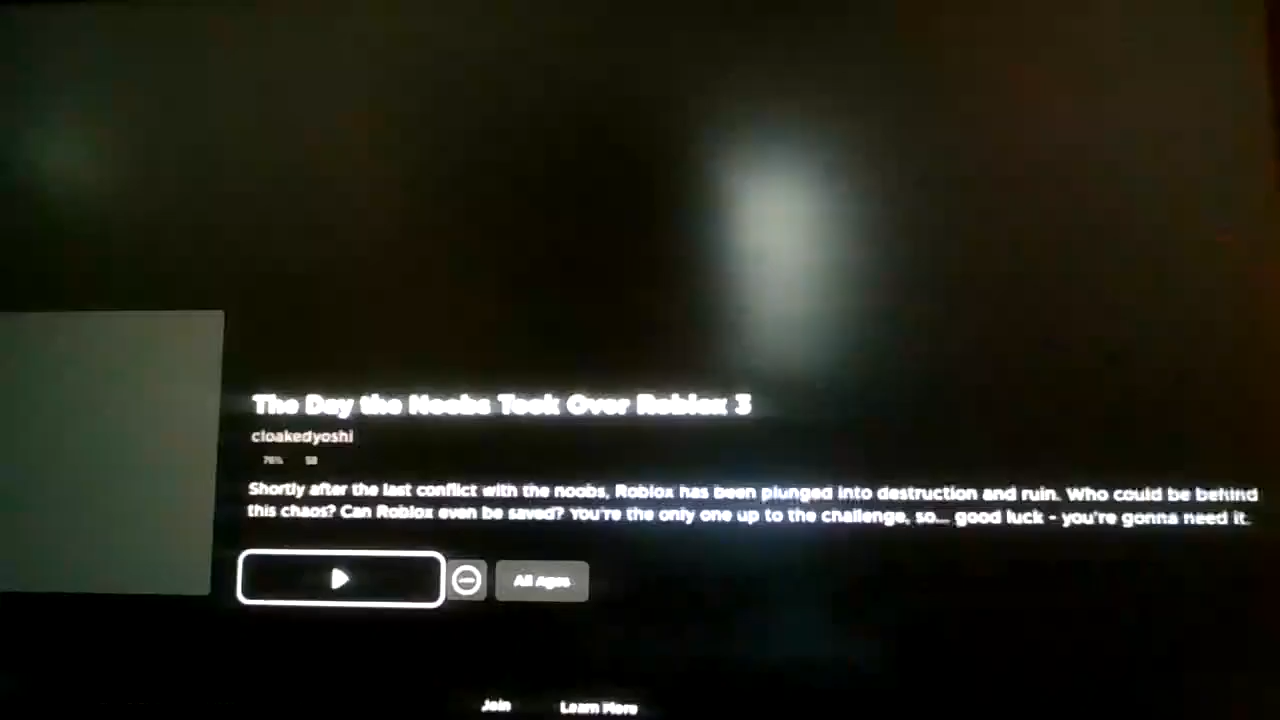 The Day the Noobs Took Over Roblox 3
cloakedyoshi
76% 58
Shortly after the last conflict with the noobs, Roblox has been plunged into destruction and ruin. Who could be behind
this chaos? Can Roblox even be saved? You're the only one up to the challenge, so... good luck - you're gonna need it.
All Ages
Join Learn More